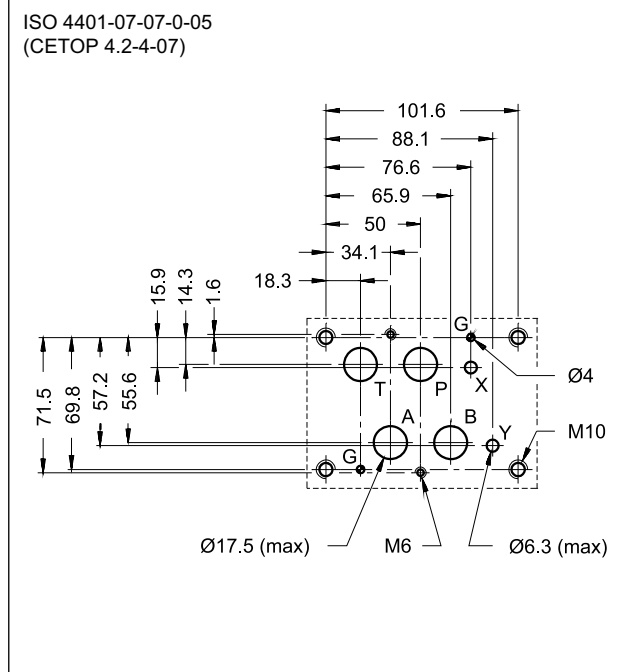 ISO 4401-07-07-0-05
(CETOP 4.2-4-07)
101.6
88.1
76.6
65.9
50
34.1
18.3
15.9
14.3
1.6
71.5
69.8
57.2
55.6
G
T
P
X
Ø4
A
B
Y
M10
G
Ø17.5 (max)
M6
Ø6.3 (max)